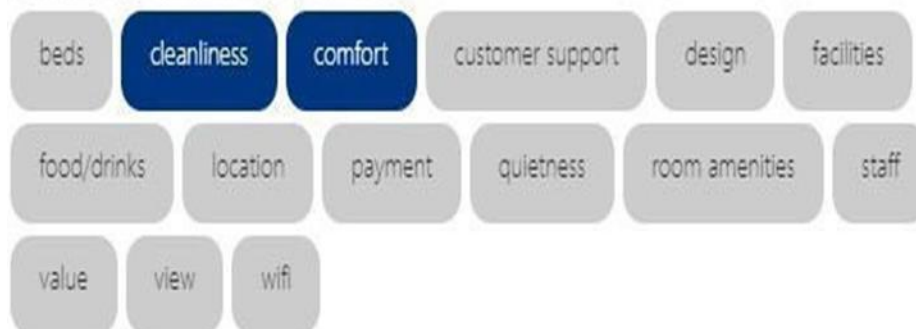 beds cleanliness comfort customer support design facilities
food/drinks location payment quietness room amenities staff
value view wifi